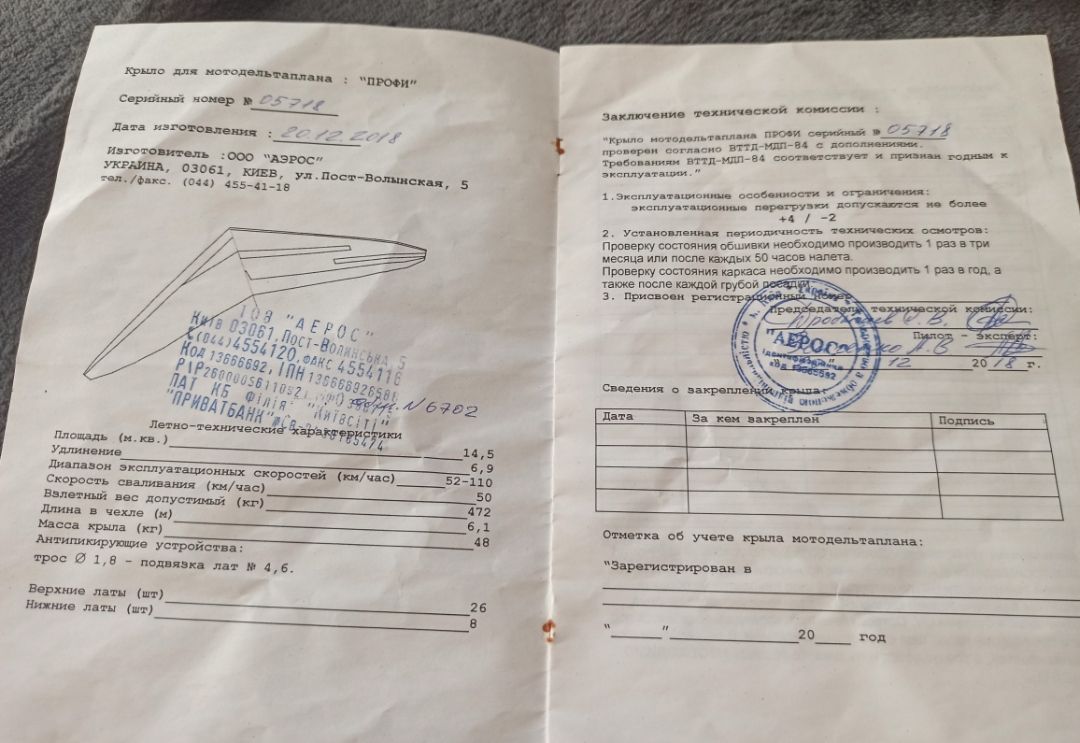 Крыло для мотодельтаплана : "ПРОФИ"
Серийный номер № 05718
Дата изготовления : 20.12.2018
Изготовитель :ООО "АЭРОС"
УКРАИНА, 03061, КИЕВ, ул.Пост-Волынская, 5
тел./факс. (044) 455-41-18
ТОВ "АЕРОС"
Київ 03061, Пост-Волинська 5
(044)4554120, факс 4554116
Код 13666692, ІПН
ПАТ КБ
Філія "Київсіті"
"ПРИВАТБАНК"
N 6702
Летно-технические характеристики
Площадь (м.кв.) 14,5
Удлинение 6,9
Диапазон эксплуатационных скоростей (км/час) 52-110
Скорость сваливания (км/час) 50
Взлетный вес допустимый (кг) 472
Длина в чехле (м) 6,1
Масса крыла (кг) 48
Антипикирующие устройства:
трос Ø 1,8 - подвязка лат № 4,6.
Верхние латы (шт) 26
Нижние латы (шт) 8
Заключение технической комиссии :
"Крыло мотодельтаплана ПРОФИ серийный № 05718
проверен согласно ВТТД-МДП-84 с дополнениями.
Требованиям ВТТД-МДП-84 соответствует и признан годным к
эксплуатации."
1.Эксплуатационные особенности и ограничения:
эксплуатационные перегрузки допускаются не более
+4 / -2
2. Установленная периодичность технических осмотров:
Проверку состояния обшивки необходимо производить 1 раз в три
месяца или после каждых 50 часов налета.
Проверку состояния каркаса необходимо производить 1 раз в год, а
также после каждой грубой посадки
3. Присвоен регистрационный номер
Председатель технической комиссии:
Пилот - эксперт:
"АЕРОС"
12 2018 г.
Сведения о закреплении крыла:
Дата За кем закреплен Подпись
Отметка об учете крыла мотодельтаплана:
"Зарегистрирован в
"_____"_____________20____ год